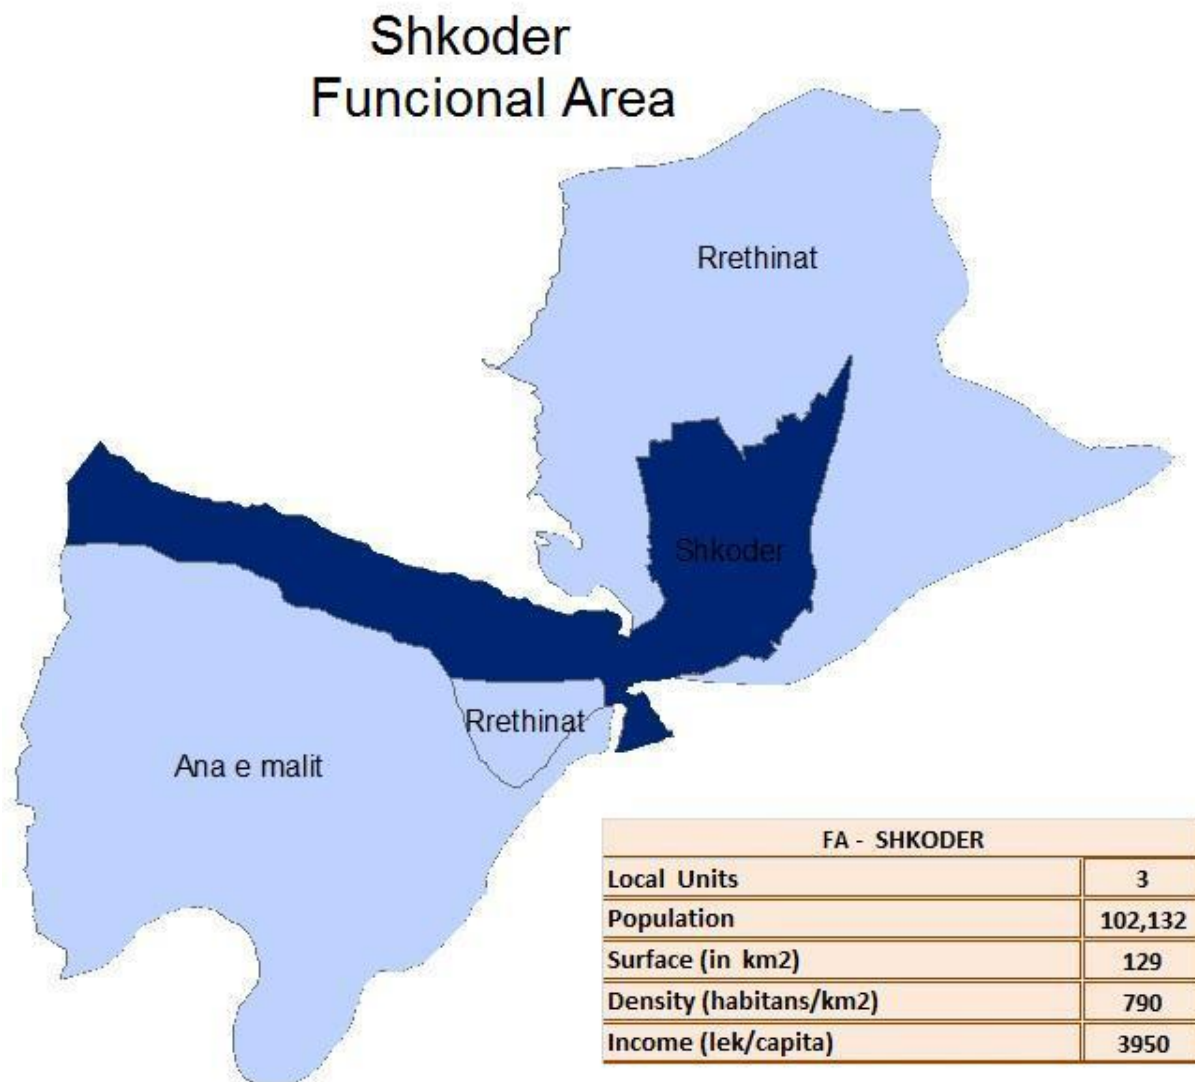 Shkoder
Funcional Area
Rrethinat
Shkoder
Rrethinat
Ana e malit
FA - SHKODER
Local Units 3
Population 102,132
Surface (in km2) 129
Density (habitans/km2) 790
Income (lek/capita) 3950